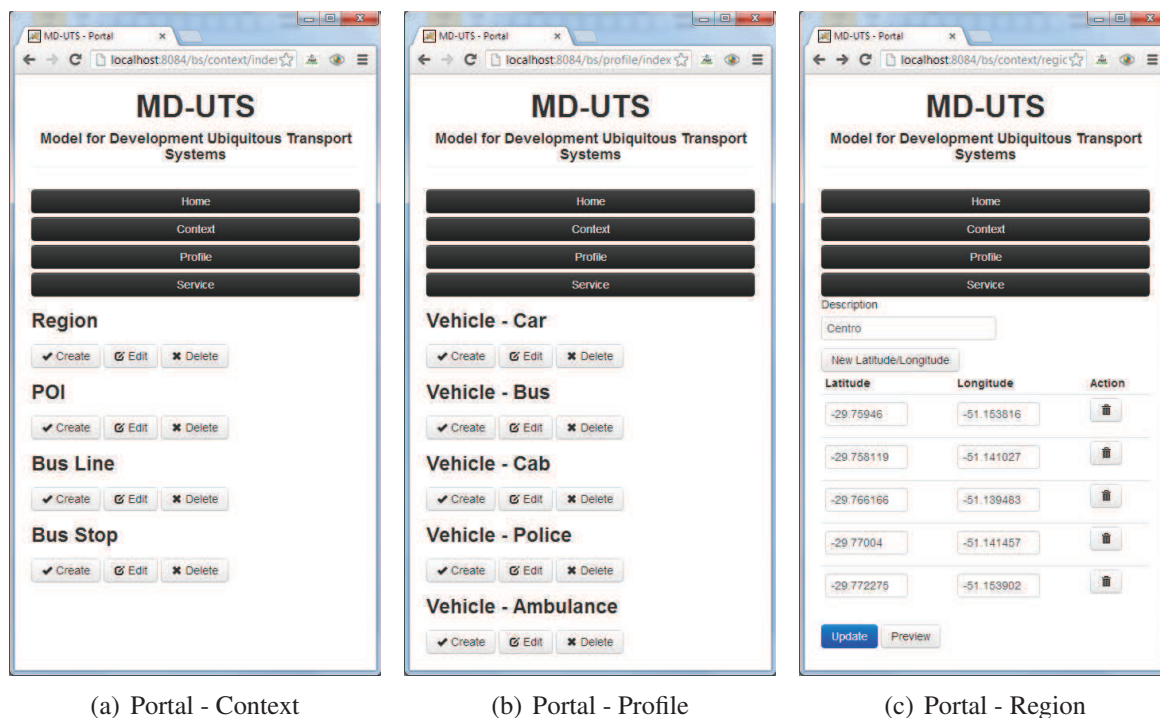 MD-UTS - Portal
localhost:8084/bs/context/index
MD-UTS
Model for Development Ubiquitous Transport
Systems
Home
Context
Profile
Service
Region
Create Edit Delete
POI
Create Edit Delete
Bus Line
Create Edit Delete
Bus Stop
Create Edit Delete
(a) Portal - Context
MD-UTS - Portal
localhost:8084/bs/profile/index
MD-UTS
Model for Development Ubiquitous Transport
Systems
Home
Context
Profile
Service
Vehicle - Car
Create Edit Delete
Vehicle - Bus
Create Edit Delete
Vehicle - Cab
Create Edit Delete
Vehicle - Police
Create Edit Delete
Vehicle - Ambulance
Create Edit Delete
(b) Portal - Profile
MD-UTS - Portal
localhost:8084/bs/context/regic
MD-UTS
Model for Development Ubiquitous Transport
Systems
Home
Context
Profile
Service
Description
Centro
New Latitude/Longitude
Latitude Longitude Action
-29.75946 -51.153816
-29.758119 -51.141027
-29.766166 -51.139483
-29.77004 -51.141457
-29.772275 -51.153902
Update Preview
(c) Portal - Region